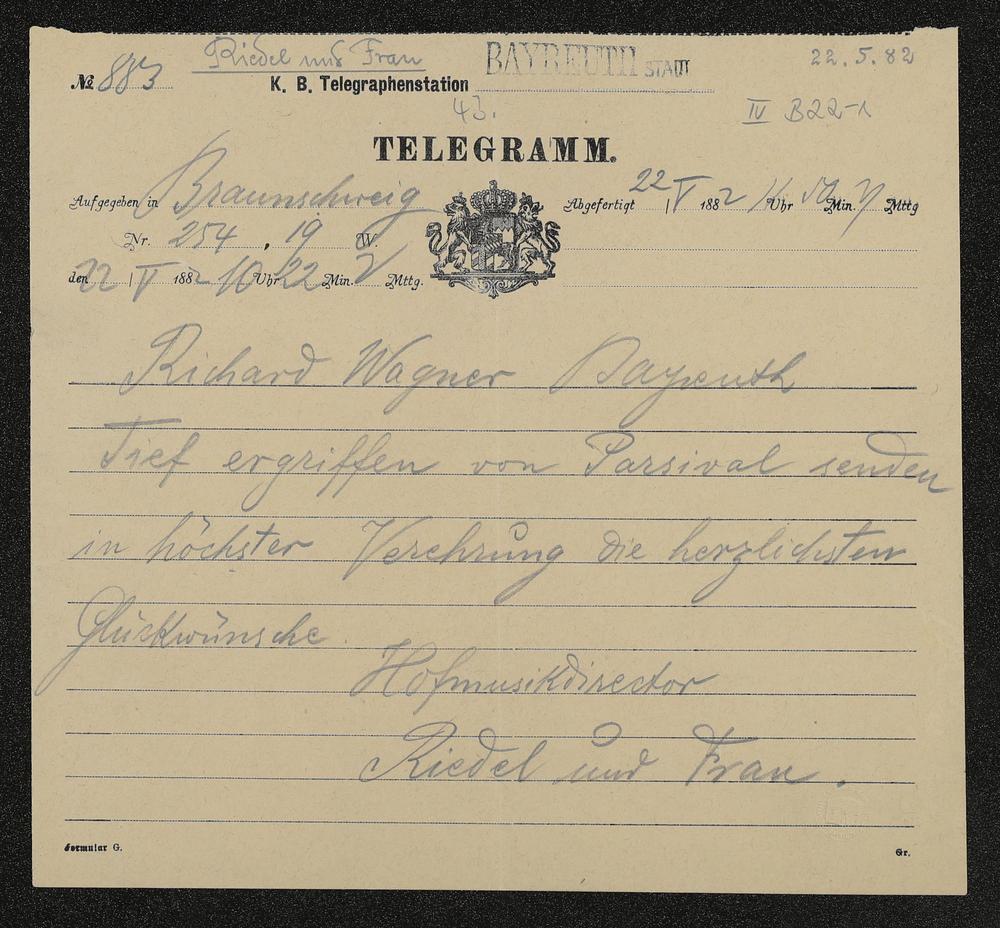 Riedel und Frau
BAYREUTH STADT
22.5.82
№ 883
K. B. Telegraphenstation
43.
IV B22-1
TELEGRAMM.
Aufgegeben in Braunschweig
Abgefertigt 22 | V 1882 11 Uhr Min. Mttg
Nr. 254, 19 W.
den 22 | V 1882 10 Uhr 22 Min. V Mttg.
Richard Wagner Bayreuth
Tief ergriffen von Parsival senden
in höchster Verehrung die herzlichsten
Glückwünsche.
Hofmusikdirector
Riedel und Frau.
Formular G.
Gr.